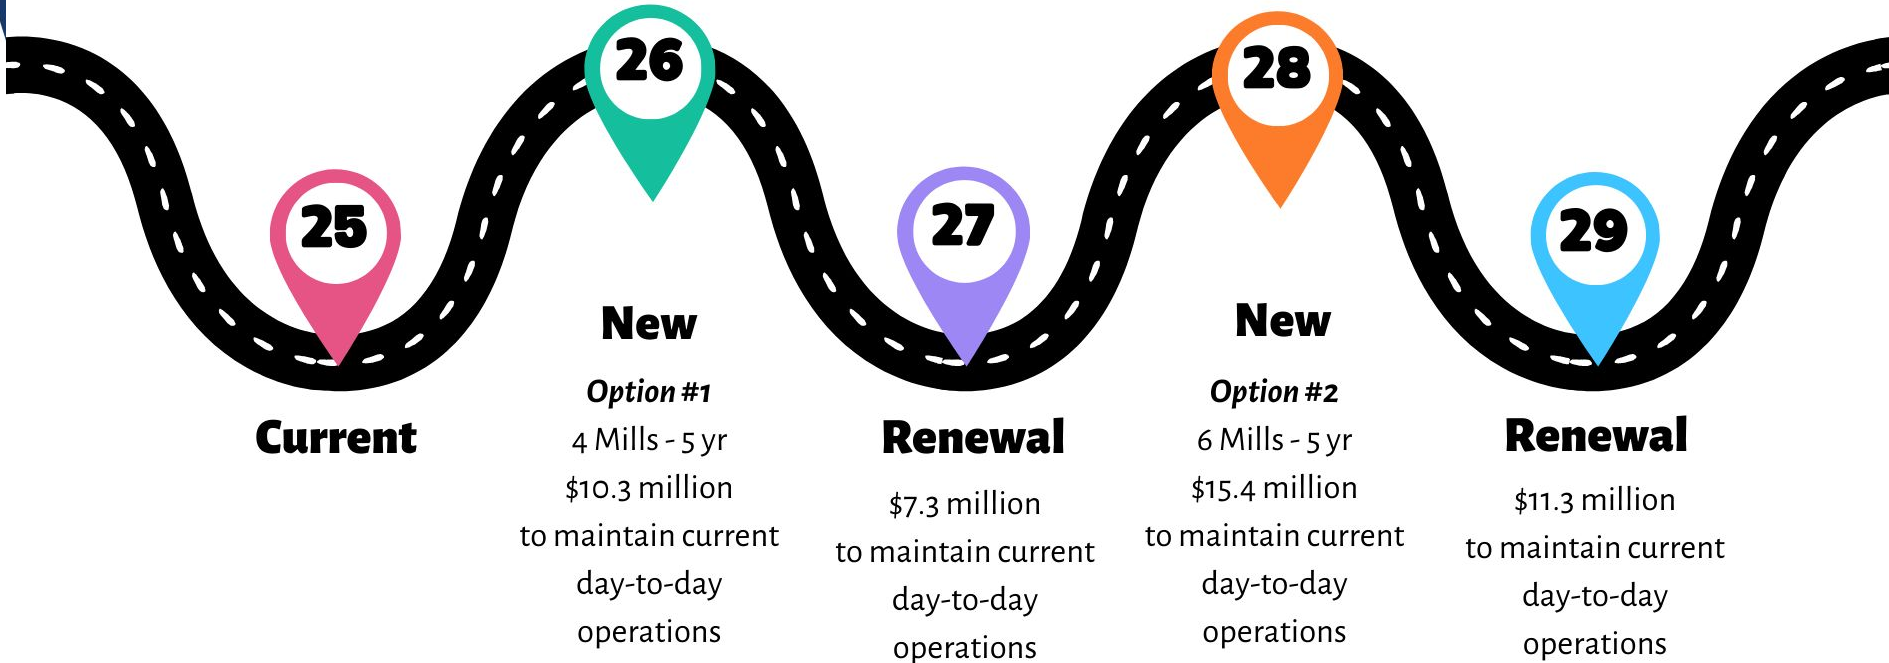 25
Current
26
New
Option #1
4 Mills - 5 yr
$10.3 million
to maintain current
day-to-day
operations
27
Renewal
$7.3 million
to maintain current
day-to-day
operations
28
New
Option #2
6 Mills - 5 yr
$15.4 million
to maintain current
day-to-day
operations
29
Renewal
$11.3 million
to maintain current
day-to-day
operations